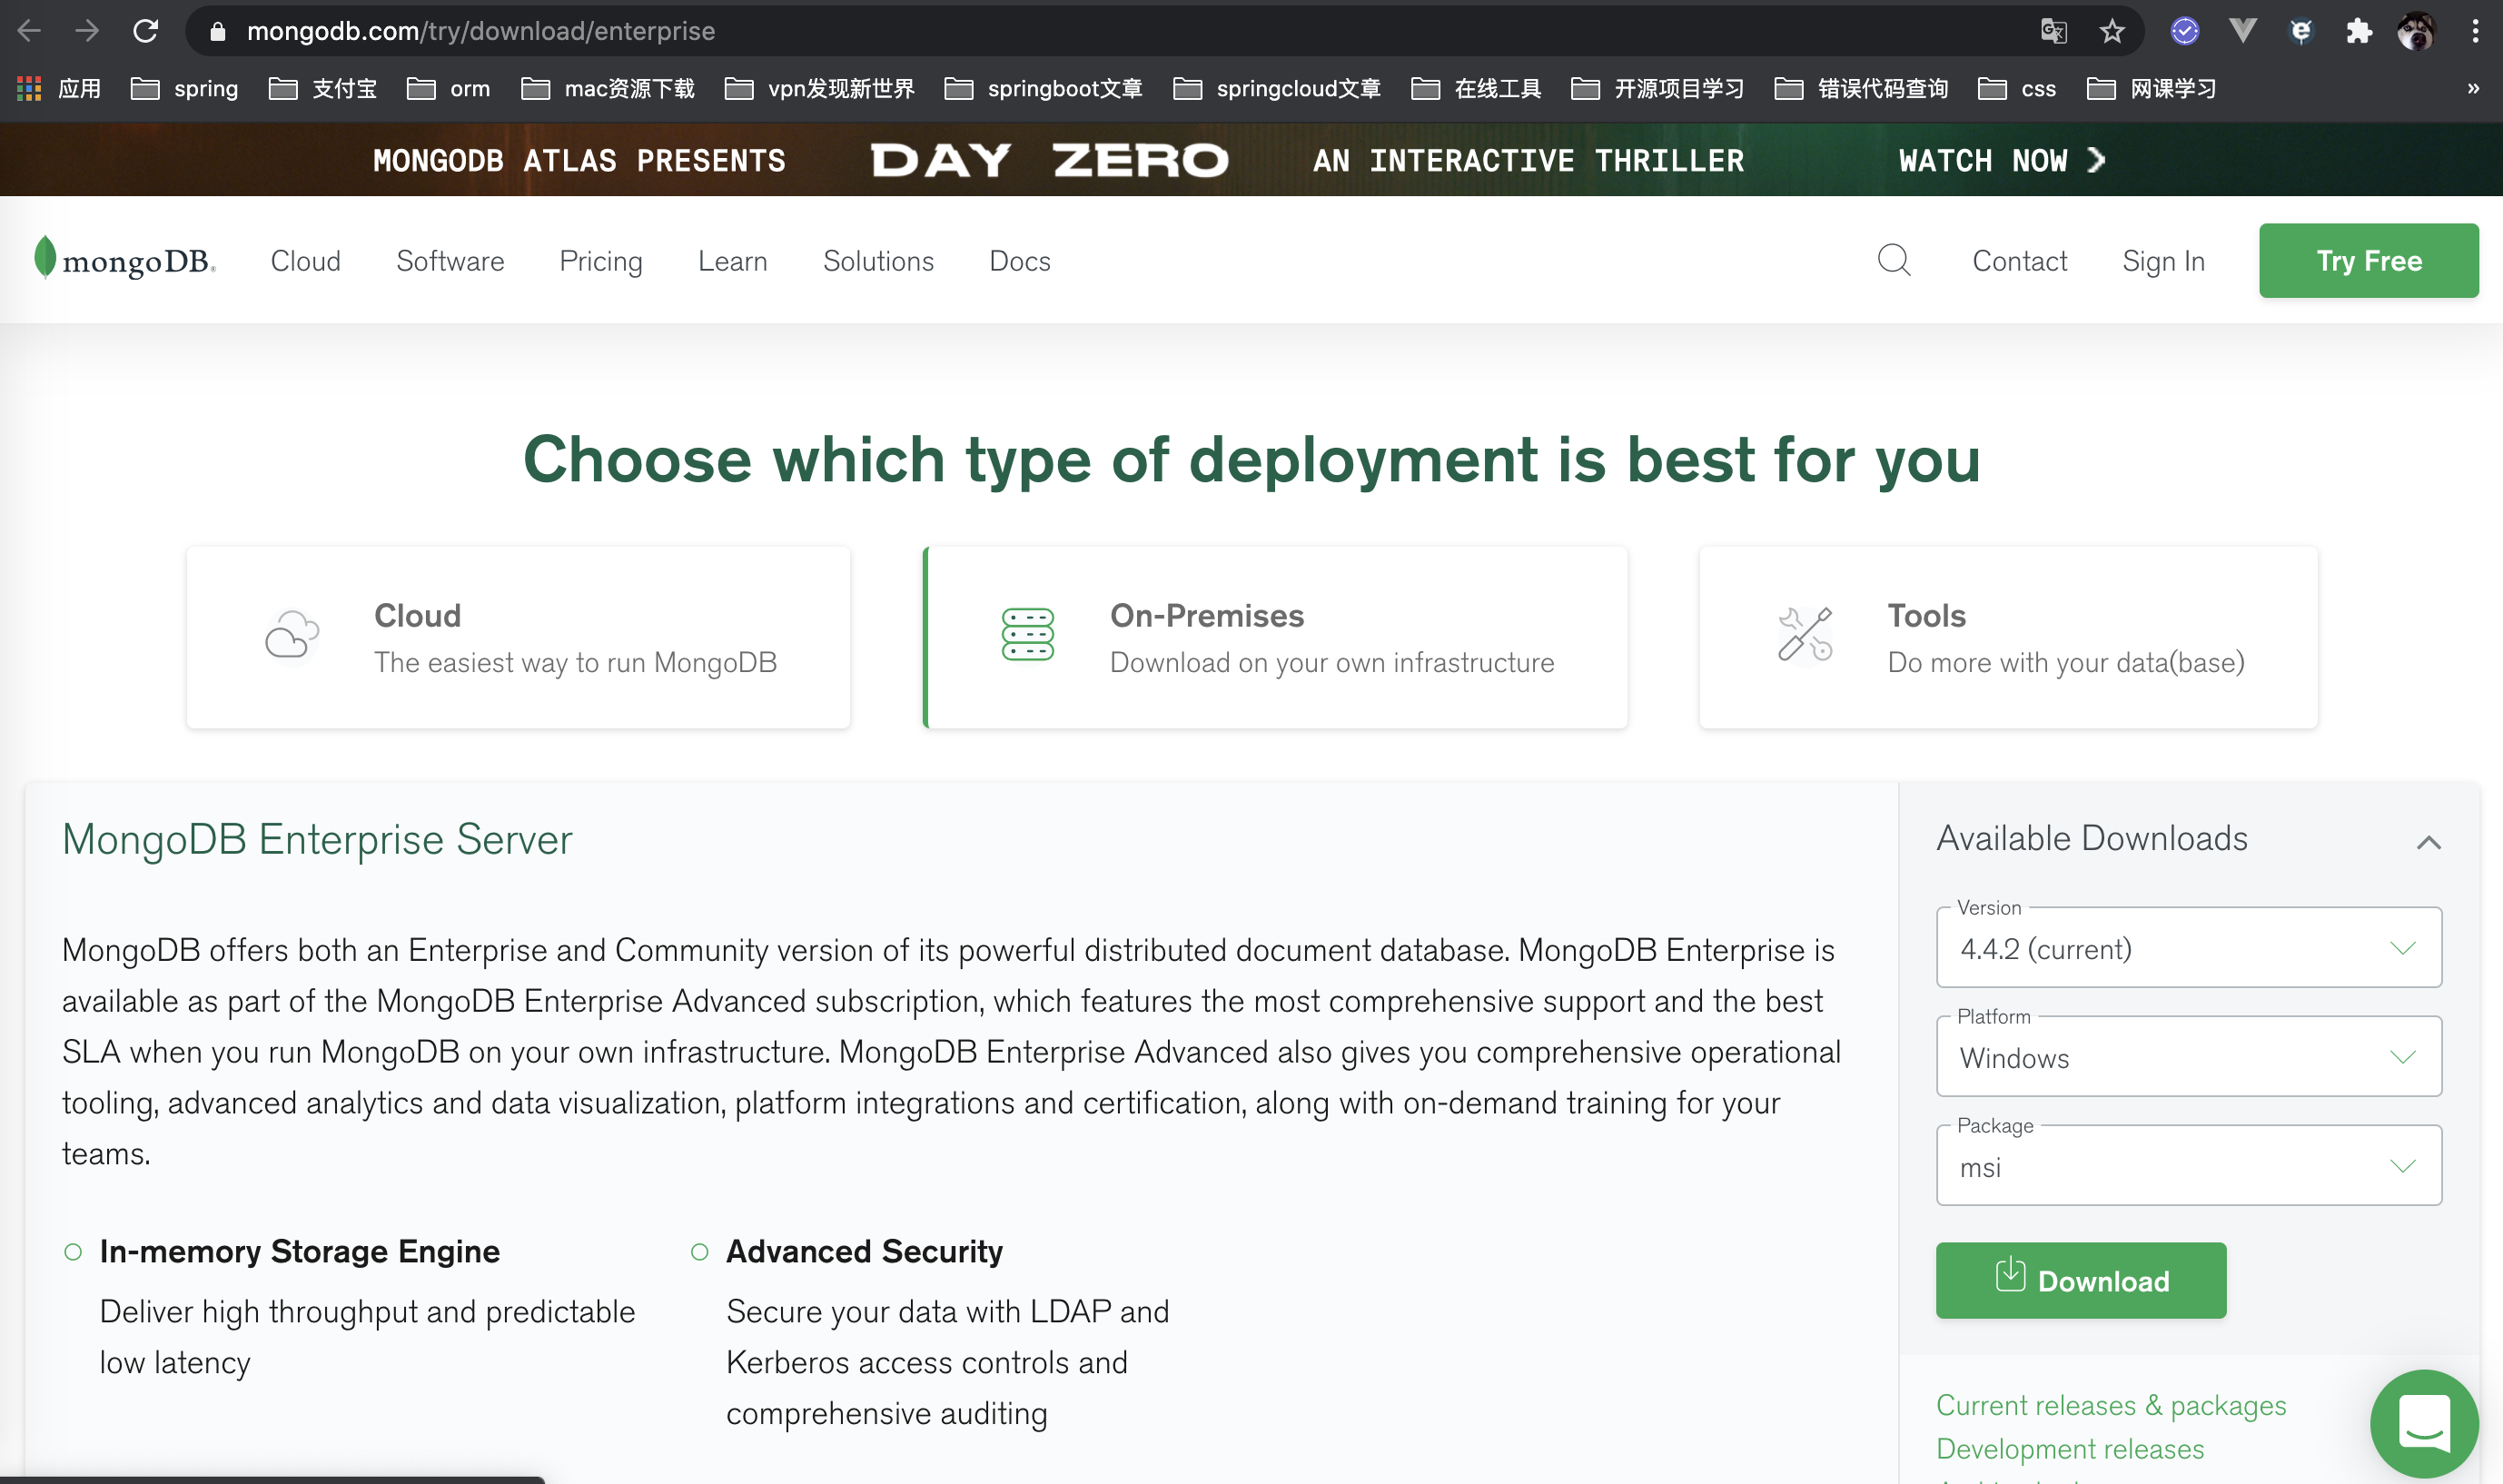 mongodb.com/try/download/enterprise
应用 spring 支付宝 orm mac资源下载 vpn发现新世界 springboot文章 springcloud文章 在线工具 开源项目学习 错误代码查询 css 网课学习 »
MONGODB ATLAS PRESENTS DAY ZERO AN INTERACTIVE THRILLER WATCH NOW
mongoDB. Cloud Software Pricing Learn Solutions Docs Contact Sign In Try Free
Choose which type of deployment is best for you
Cloud
The easiest way to run MongoDB
On-Premises
Download on your own infrastructure
Tools
Do more with your data(base)
MongoDB Enterprise Server
MongoDB offers both an Enterprise and Community version of its powerful distributed document database. MongoDB Enterprise is
available as part of the MongoDB Enterprise Advanced subscription, which features the most comprehensive support and the best
SLA when you run MongoDB on your own infrastructure. MongoDB Enterprise Advanced also gives you comprehensive operational
tooling, advanced analytics and data visualization, platform integrations and certification, along with on-demand training for your
teams.
In-memory Storage Engine
Deliver high throughput and predictable
low latency
Advanced Security
Secure your data with LDAP and
Kerberos access controls and
comprehensive auditing
Available Downloads
Version
4.4.2 (current)
Platform
Windows
Package
msi
Download
Current releases & packages
Development releases